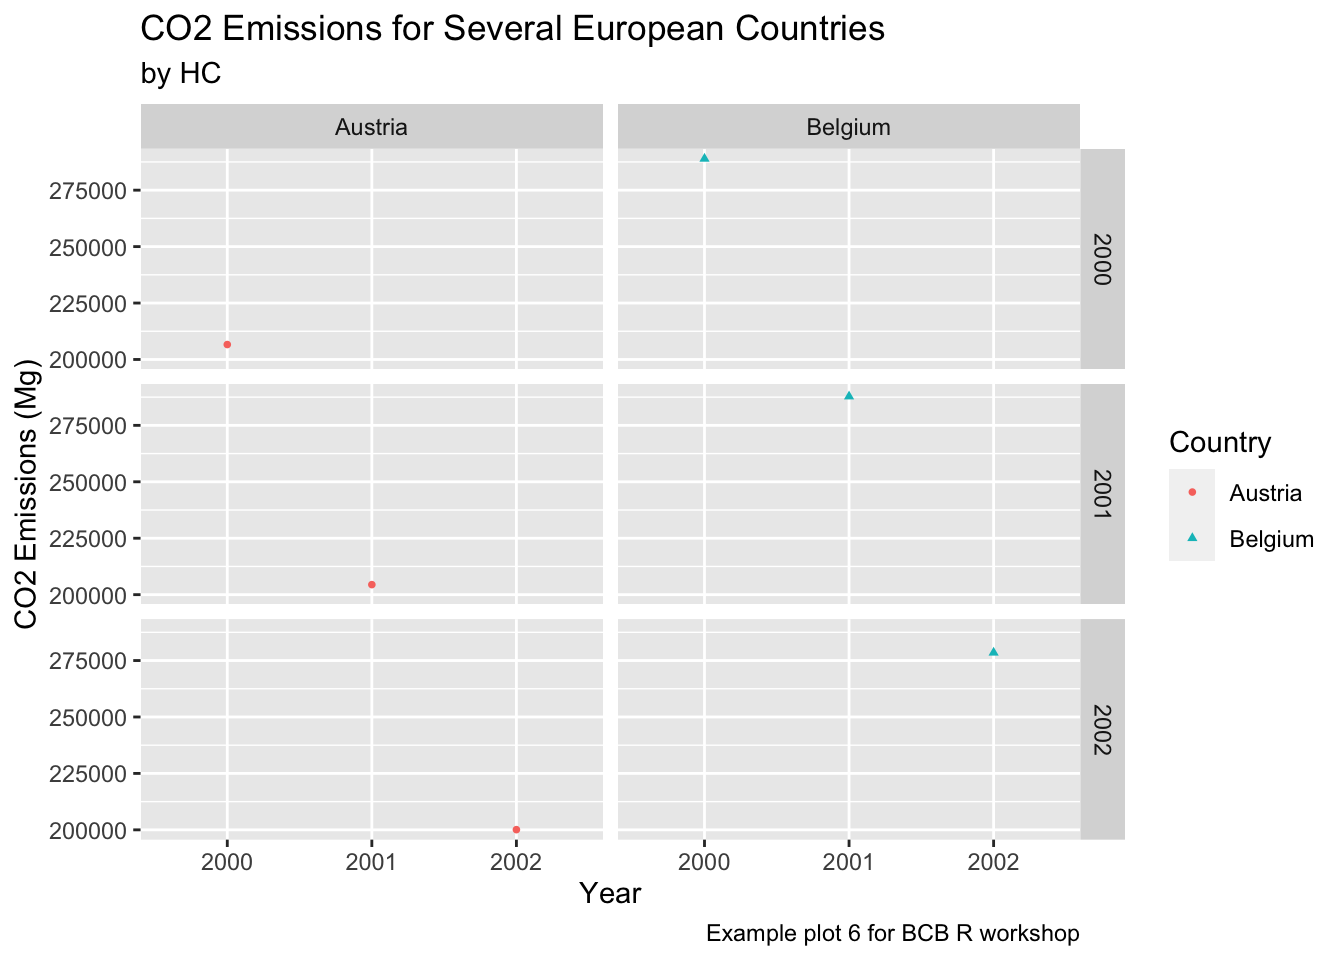 CO2 Emissions for Several European Countries
by HC
Austria
Belgium
275000
250000
225000
200000
2000
275000
250000
225000
200000
2001
275000
250000
225000
200000
2002
CO2 Emissions (Mg)
2000 2001 2002
2000 2001 2002
Year
Country
Austria
Belgium
Example plot 6 for BCB R workshop